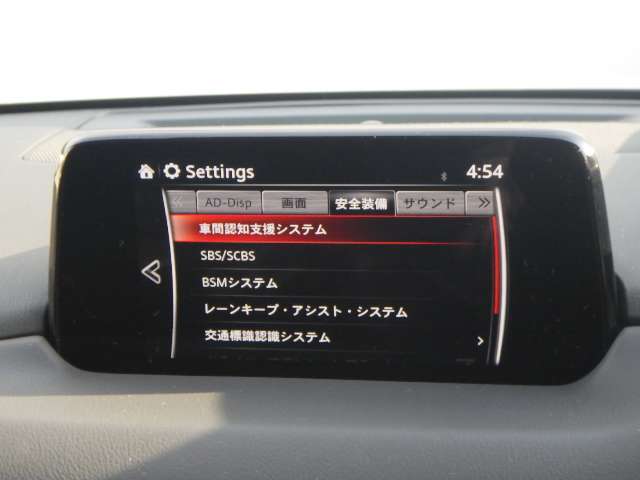 Settings 4:54
AD-Disp 画面 安全装備 サウンド
車間認知支援システム
SBS/SCBS
BSMシステム
レーンキープ・アシスト・システム
交通標識認識システム